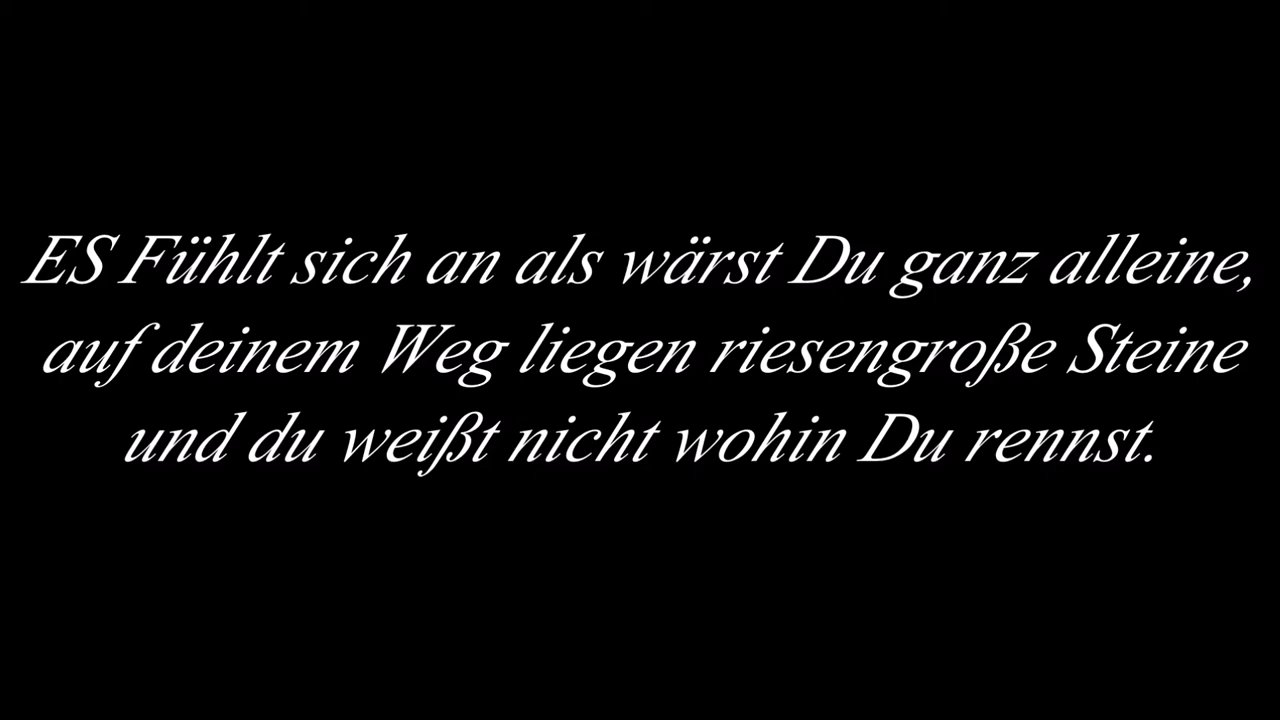 ES Fühlt sich an als wärst Du ganz alleine,
auf deinem Weg liegen riesengroße Steine
und du weißt nicht wohin Du rennst.